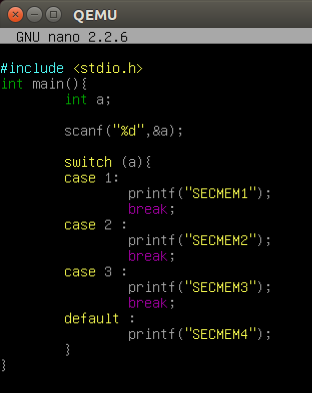 QEMU
GNU nano 2.2.6
#include <stdio.h>
int main(){
int a;
scanf("%d",&a);
switch (a){
case 1:
printf("SECMEM1");
break;
case 2 :
printf("SECMEM2");
break;
case 3 :
printf("SECMEM3");
break;
default :
printf("SECMEM4");
}
}